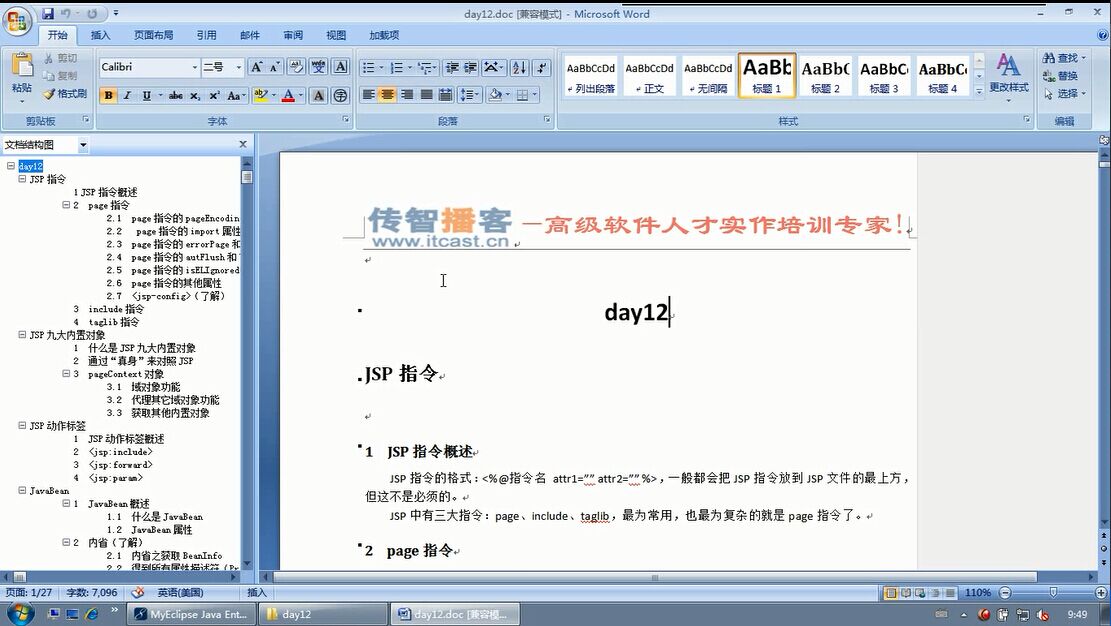 day12.doc [兼容模式] - Microsoft Word
开始 插入 页面布局 引用 邮件 审阅 视图 加载项
粘贴 剪切 复制 格式刷
Calibri 二号
AaBbCcDd AaBbCcDd AaBbCcDd AaBb AaBbC AaBbC AaBbC
列出段落 正文 无间隔 标题 1 标题 2 标题 3 标题 4
更改样式
查找 替换 选择
剪贴板 字体 段落 样式 编辑
文档结构图
day12
JSP 指令
1 JSP 指令概述
2 page 指令
2.1 page 指令的 pageEncodin
2.2 page 指令的 import 属性
2.3 page 指令的 errorPage 和
2.4 page 指令的 autFlush 和
2.5 page 指令的 isELIgnored
2.6 page 指令的其他属性
2.7 <jsp-config>（了解）
3 include 指令
4 taglib 指令
JSP 九大内置对象
1 什么是 JSP 九大内置对象
2 通过“真身”来对照 JSP
3 pageContext 对象
3.1 域对象功能
3.2 代理其它域对象功能
3.3 获取其他内置对象
JSP 动作标签
1 JSP 动作标签概述
2 <jsp:include>
3 <jsp:forward>
4 <jsp:param>
JavaBean
1 JavaBean 概述
1.1 什么是 JavaBean
1.2 JavaBean 属性
2 内省（了解）
2.1 内省之获取 BeanInfo
传智播客 —高级软件人才实作培训专家!
www.itcast.cn
day12
JSP 指令
1 JSP 指令概述
JSP 指令的格式：<%@指令名 attr1="" attr2="" %>，一般都会把 JSP 指令放到 JSP 文件的最上方，
但这不是必须的。
JSP 中有三大指令：page、include、taglib，最为常用，也最为复杂的就是 page 指令了。
2 page 指令
页面: 1/27 字数: 7,096 英语(美国) 插入 110%
MyEclipse Java Ent... day12 day12.doc [兼容模... 9:49